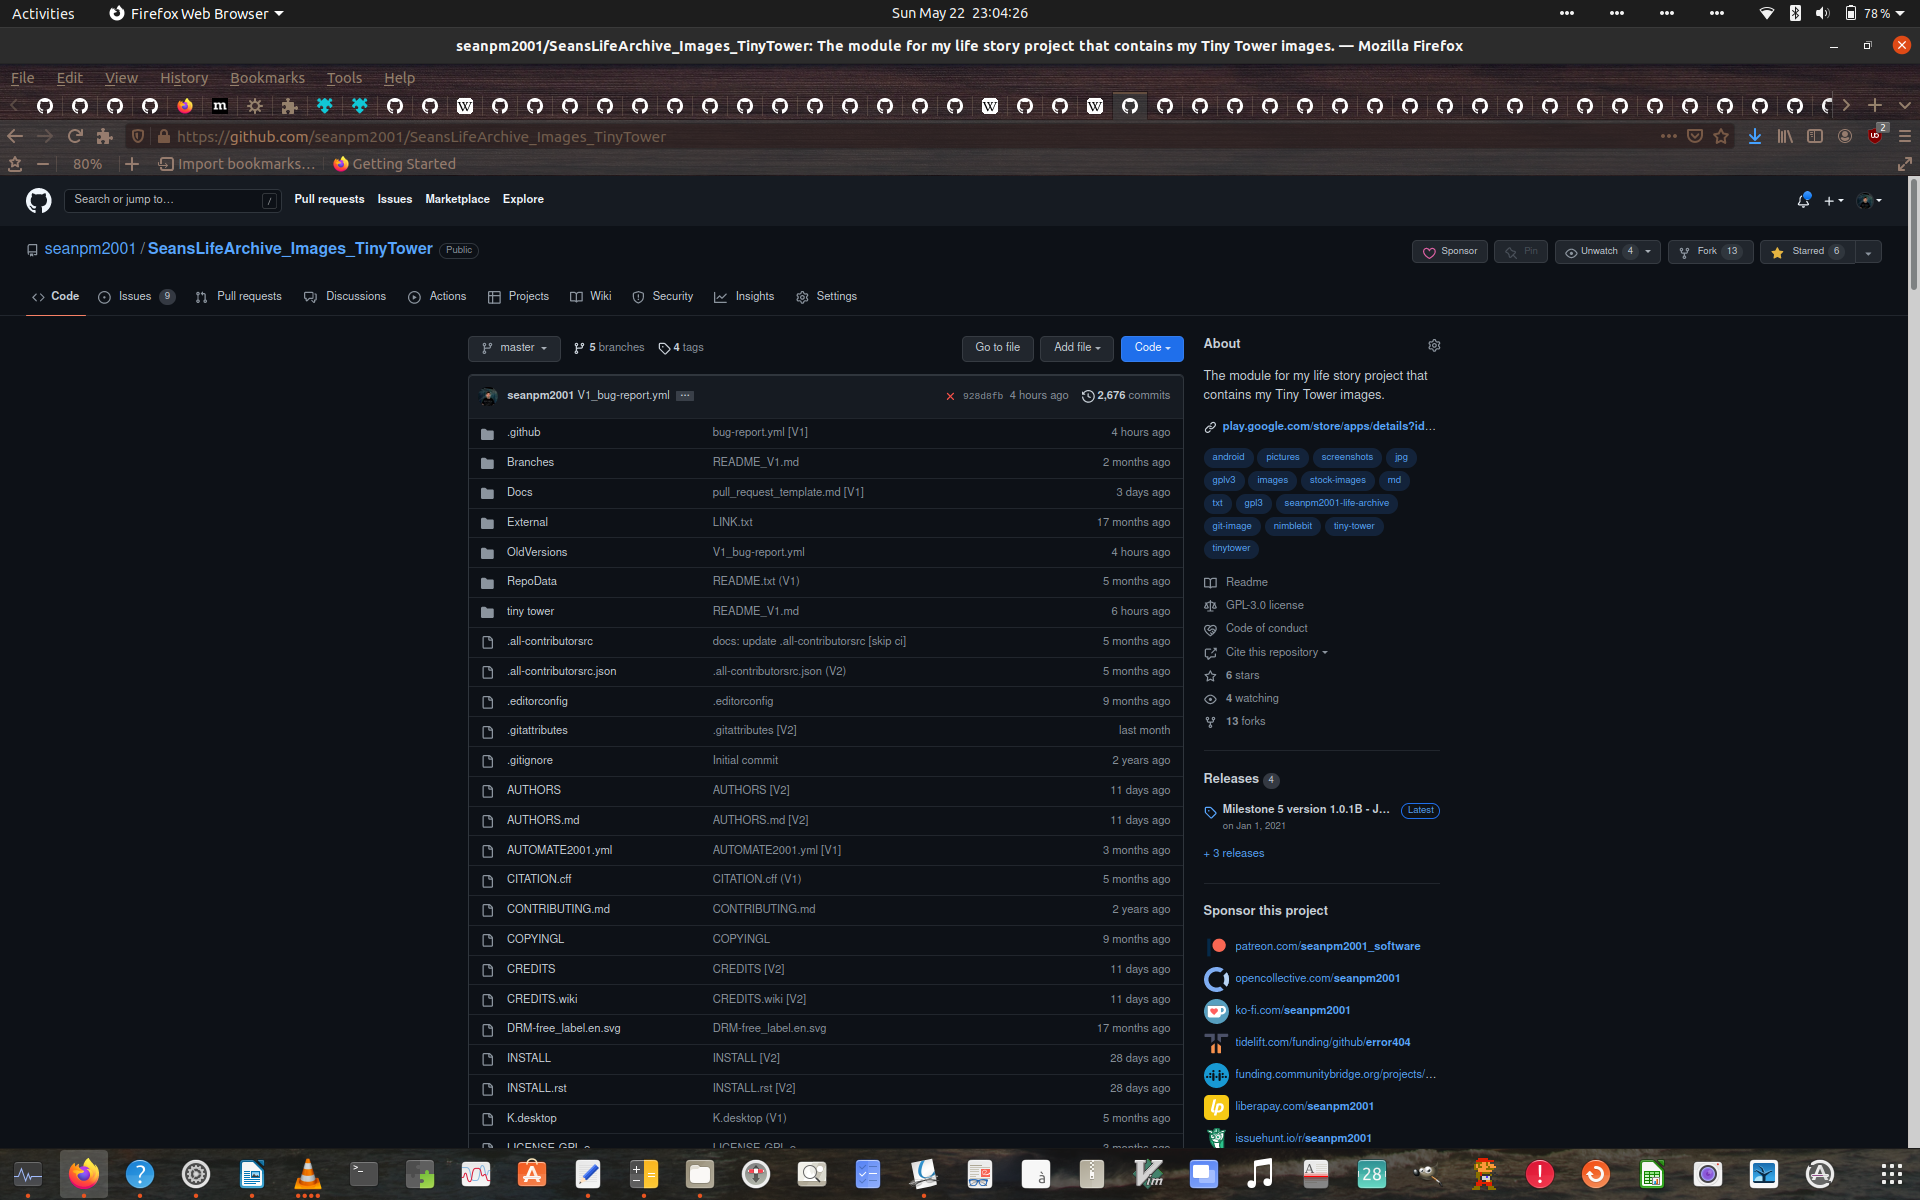 Activities
Firefox Web Browser
Sun May 22 23:04:26
78 %
seanpm2001/SeansLifeArchive_Images_TinyTower: The module for my life story project that contains my Tiny Tower images. — Mozilla Firefox
File Edit View History Bookmarks Tools Help
https://github.com/seanpm2001/SeansLifeArchive_Images_TinyTower
2
80%
Import bookmarks...
Getting Started
Search or jump to...
/
Pull requests Issues Marketplace Explore
seanpm2001 / SeansLifeArchive_Images_TinyTower Public
Sponsor
Pin
Unwatch 4
Fork 13
Starred 6
Code
Issues 9
Pull requests
Discussions
Actions
Projects
Wiki
Security
Insights
Settings
master
5 branches
4 tags
Go to file
Add file
Code
seanpm2001 V1_bug-report.yml ...
928d8fb 4 hours ago
2,676 commits
.github bug-report.yml [V1] 4 hours ago
Branches README_V1.md 2 months ago
Docs pull_request_template.md [V1] 3 days ago
External LINK.txt 17 months ago
OldVersions V1_bug-report.yml 4 hours ago
RepoData README.txt (V1) 5 months ago
tiny tower README_V1.md 6 hours ago
.all-contributorsrc docs: update .all-contributorsrc [skip ci] 5 months ago
.all-contributorsrc.json .all-contributorsrc.json (V2) 5 months ago
.editorconfig .editorconfig 9 months ago
.gitattributes .gitattributes [V2] last month
.gitignore Initial commit 2 years ago
AUTHORS AUTHORS [V2] 11 days ago
AUTHORS.md AUTHORS.md [V2] 11 days ago
AUTOMATE2001.yml AUTOMATE2001.yml [V1] 3 months ago
CITATION.cff CITATION.cff (V1) 5 months ago
CONTRIBUTING.md CONTRIBUTING.md 2 years ago
COPYINGL COPYINGL 9 months ago
CREDITS CREDITS [V2] 11 days ago
CREDITS.wiki CREDITS.wiki [V2] 11 days ago
DRM-free_label.en.svg DRM-free_label.en.svg 17 months ago
INSTALL INSTALL [V2] 28 days ago
INSTALL.rst INSTALL.rst [V2] 28 days ago
K.desktop K.desktop (V1) 5 months ago
About
The module for my life story project that
contains my Tiny Tower images.
play.google.com/store/apps/details?id...
android pictures screenshots jpg
gplv3 images stock-images md
txt gpl3 seanpm2001-life-archive
git-image nimblebit tiny-tower
tinytower
Readme
GPL-3.0 license
Code of conduct
Cite this repository
6 stars
4 watching
13 forks
Releases 4
Milestone 5 version 1.0.1B - J... Latest
on Jan 1, 2021
+ 3 releases
Sponsor this project
patreon.com/seanpm2001_software
opencollective.com/seanpm2001
ko-fi.com/seanpm2001
tidelift.com/funding/github/error404
funding.communitybridge.org/projects/...
liberapay.com/seanpm2001
issuehunt.io/r/seanpm2001
28